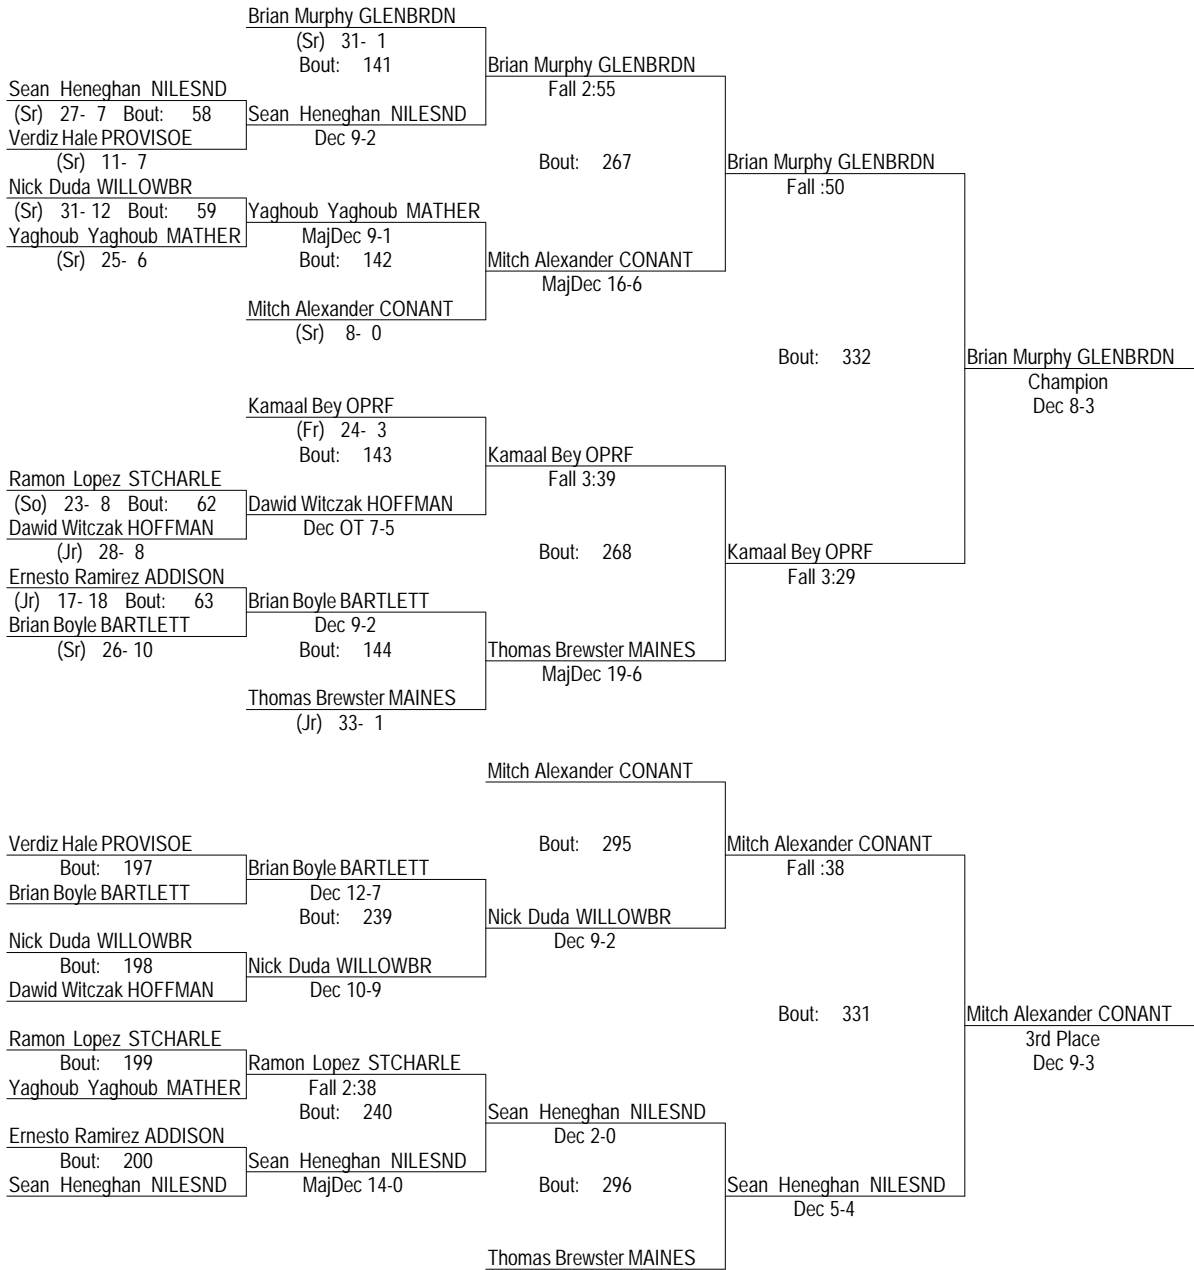 Brian Murphy GLENBRDN
(Sr) 31- 1
Bout: 141
Brian Murphy GLENBRDN
Fall 2:55
Sean Heneghan NILESND
(Sr) 27- 7 Bout: 58
Sean Heneghan NILESND
Verdiz Hale PROVISOE
Dec 9-2
(Sr) 11- 7
Bout: 267
Brian Murphy GLENBRDN
Fall :50
Nick Duda WILLOWBR
(Sr) 31- 12 Bout: 59
Yaghoub Yaghoub MATHER
Yaghoub Yaghoub MATHER
MajDec 9-1
(Sr) 25- 6
Bout: 142
Mitch Alexander CONANT
MajDec 16-6
Mitch Alexander CONANT
(Sr) 8- 0
Bout: 332
Brian Murphy GLENBRDN
Champion
Dec 8-3
Kamaal Bey OPRF
(Fr) 24- 3
Bout: 143
Kamaal Bey OPRF
Fall 3:39
Ramon Lopez STCHARLE
(So) 23- 8 Bout: 62
Dawid Witczak HOFFMAN
Dawid Witczak HOFFMAN
Dec OT 7-5
(Jr) 28- 8
Bout: 268
Kamaal Bey OPRF
Fall 3:29
Ernesto Ramirez ADDISON
(Jr) 17- 18 Bout: 63
Brian Boyle BARTLETT
Brian Boyle BARTLETT
Dec 9-2
(Sr) 26- 10
Bout: 144
Thomas Brewster MAINES
MajDec 19-6
Thomas Brewster MAINES
(Jr) 33- 1
Mitch Alexander CONANT
Verdiz Hale PROVISOE
Bout: 295
Mitch Alexander CONANT
Bout: 197
Brian Boyle BARTLETT
Fall :38
Brian Boyle BARTLETT
Dec 12-7
Bout: 239
Nick Duda WILLOWBR
Dec 9-2
Nick Duda WILLOWBR
Bout: 198
Nick Duda WILLOWBR
Dawid Witczak HOFFMAN
Dec 10-9
Bout: 331
Mitch Alexander CONANT
3rd Place
Dec 9-3
Ramon Lopez STCHARLE
Bout: 199
Ramon Lopez STCHARLE
Yaghoub Yaghoub MATHER
Fall 2:38
Bout: 240
Sean Heneghan NILESND
Dec 2-0
Ernesto Ramirez ADDISON
Bout: 200
Sean Heneghan NILESND
Sean Heneghan NILESND
MajDec 14-0
Bout: 296
Sean Heneghan NILESND
Dec 5-4
Thomas Brewster MAINES